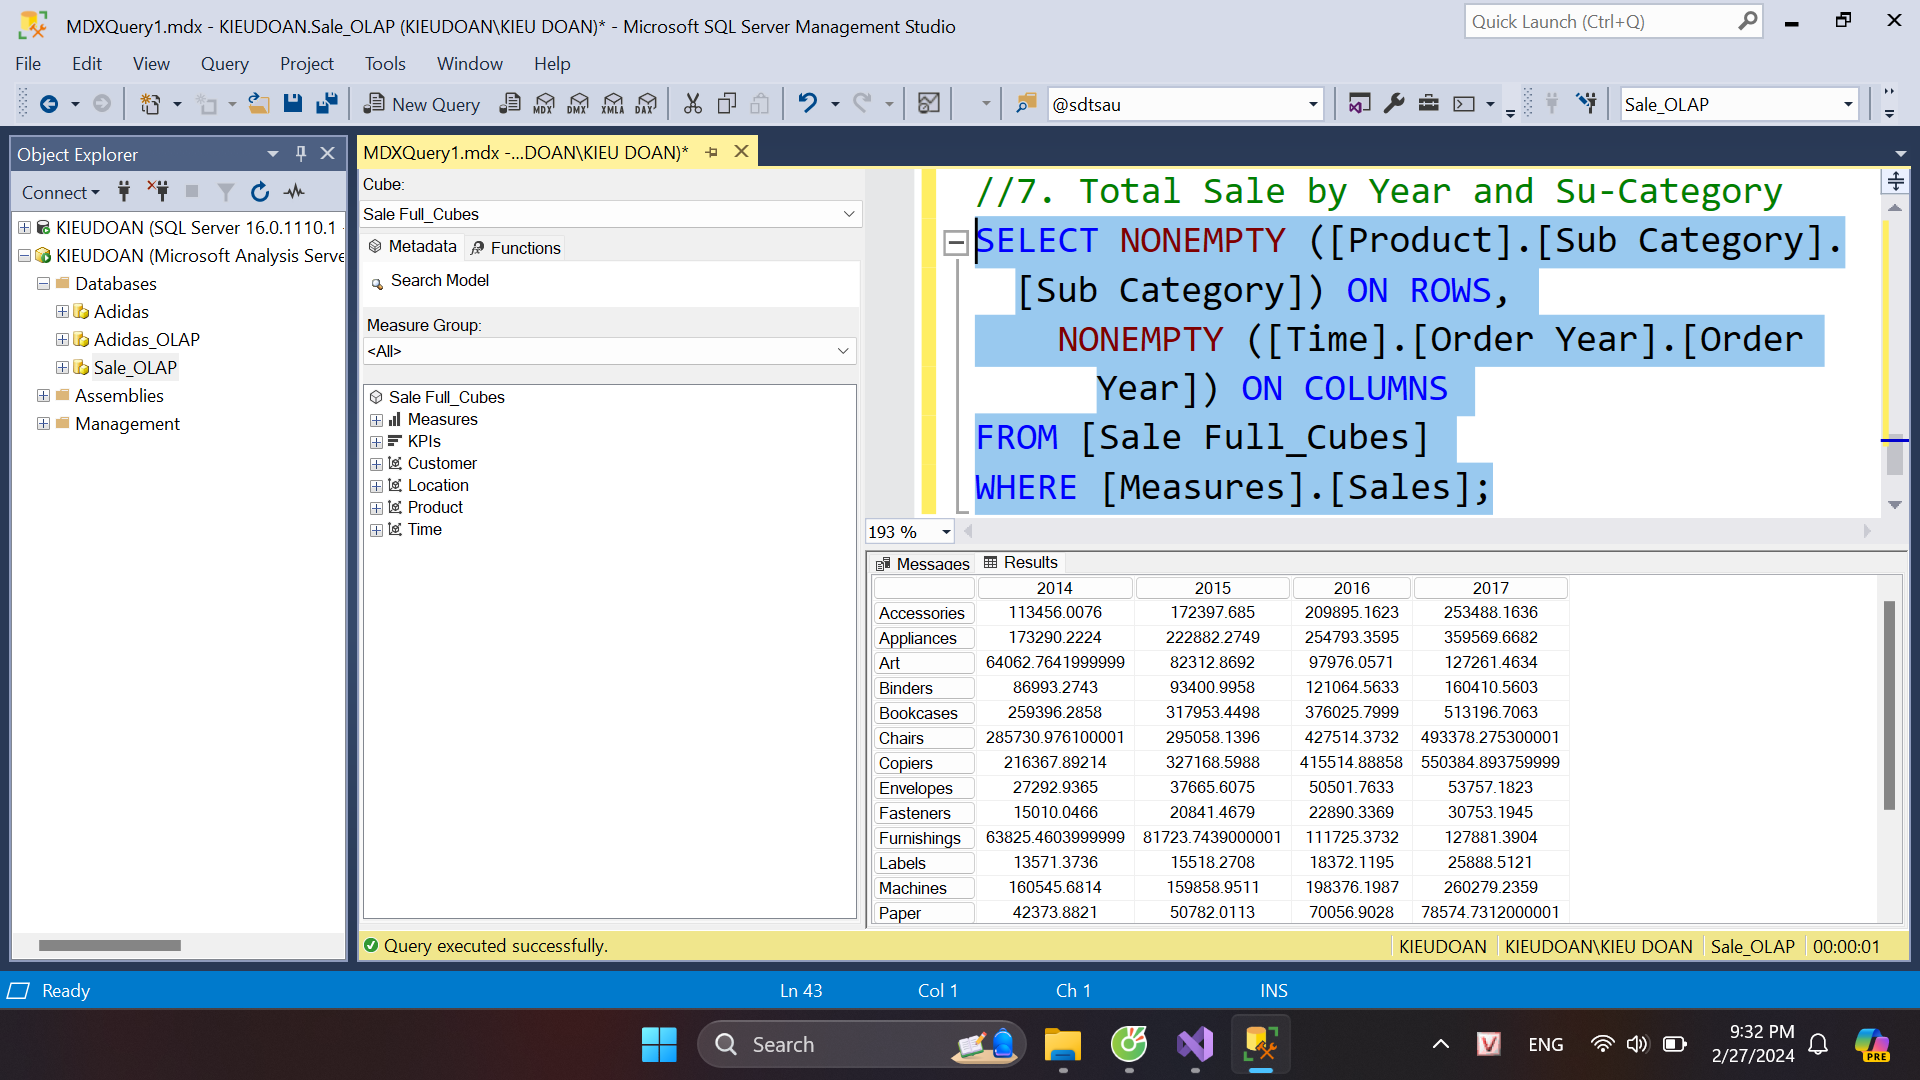 MDXQuery1.mdx - KIEUDOAN.Sale_OLAP (KIEUDOAN\KIEU DOAN)* - Microsoft SQL Server Management Studio
Quick Launch (Ctrl+Q)
File Edit View Query Project Tools Window Help
New Query MDX DMX XMLA DAX @sdtsau Sale_OLAP
Object Explorer
Connect
KIEUDOAN (SQL Server 16.0.1110.1 -
KIEUDOAN (Microsoft Analysis Serve
Databases
Adidas
Adidas_OLAP
Sale_OLAP
Assemblies
Management
MDXQuery1.mdx -...DOAN\KIEU DOAN)*
Cube:
Sale Full_Cubes
Metadata Functions
Search Model
Measure Group:
<All>
Sale Full_Cubes
Measures
KPIs
Customer
Location
Product
Time
//7. Total Sale by Year and Su-Category
SELECT NONEMPTY ([Product].[Sub Category].
[Sub Category]) ON ROWS,
NONEMPTY ([Time].[Order Year].[Order
Year]) ON COLUMNS
FROM [Sale Full_Cubes]
WHERE [Measures].[Sales];
193 %
Messages Results
2014 2015 2016 2017
Accessories 113456.0076 172397.685 209895.1623 253488.1636
Appliances 173290.2224 222882.2749 254793.3595 359569.6682
Art 64062.7641999999 82312.8692 97976.0571 127261.4634
Binders 86993.2743 93400.9958 121064.5633 160410.5603
Bookcases 259396.2858 317953.4498 376025.7999 513196.7063
Chairs 285730.976100001 295058.1396 427514.3732 493378.275300001
Copiers 216367.89214 327168.5988 415514.88858 550384.893759999
Envelopes 27292.9365 37665.6075 50501.7633 53757.1823
Fasteners 15010.0466 20841.4679 22890.3369 30753.1945
Furnishings 63825.4603999999 81723.7439000001 111725.3732 127881.3904
Labels 13571.3736 15518.2708 18372.1195 25888.5121
Machines 160545.6814 159858.9511 198376.1987 260279.2359
Paper 42373.8821 50782.0113 70056.9028 78574.7312000001
Query executed successfully. KIEUDOAN KIEUDOAN\KIEU DOAN Sale_OLAP 00:00:01
Ready Ln 43 Col 1 Ch 1 INS
Search
V ENG
9:32 PM
2/27/2024
PRE